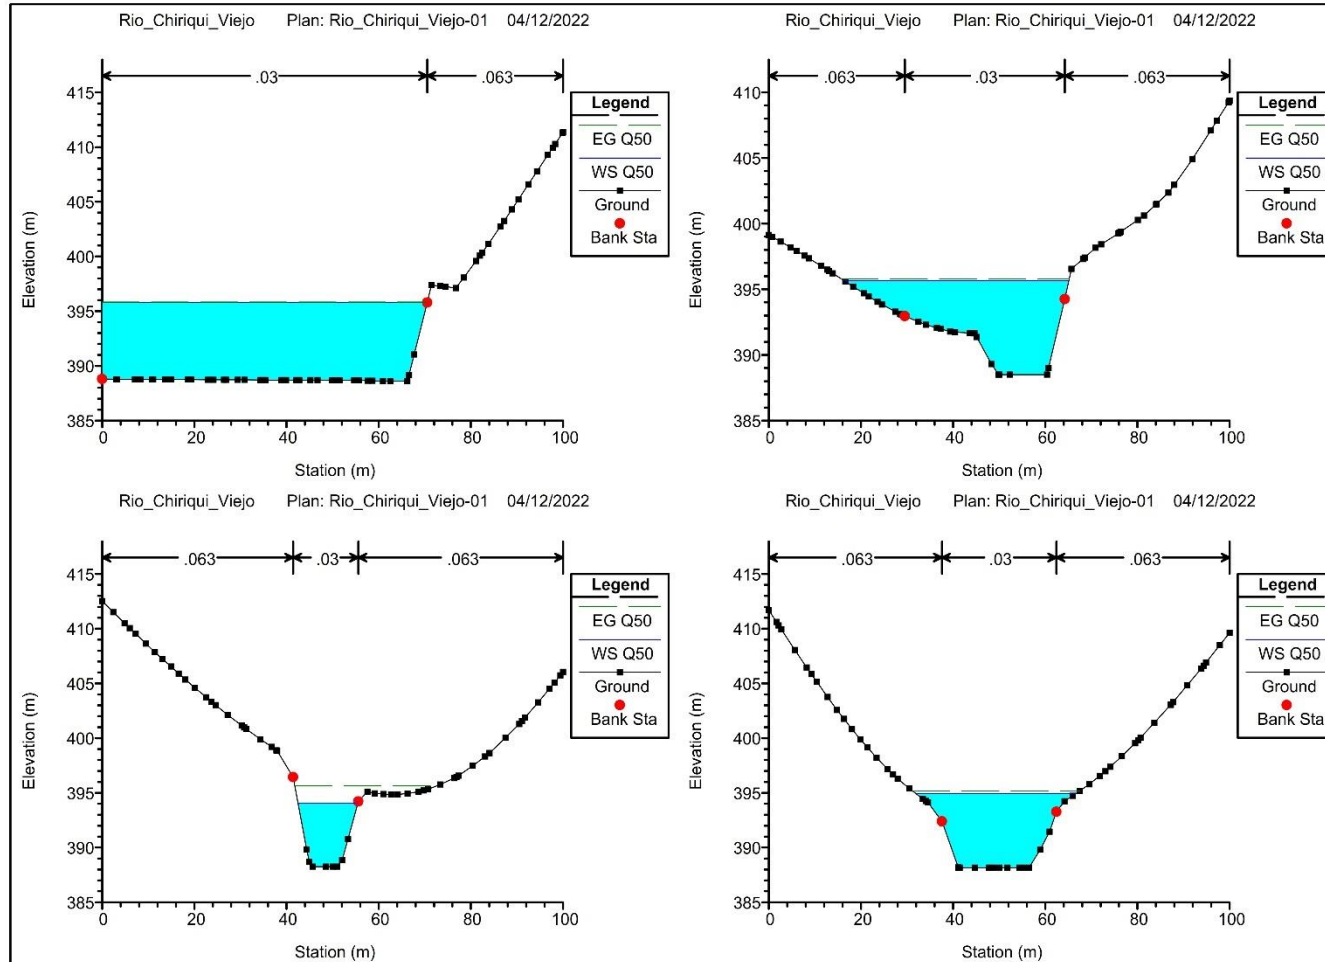 Rio_Chiriqui_Viejo Plan: Rio_Chiriqui_Viejo-01 04/12/2022
.03 .063
Elevation (m)
415
410
405
400
395
390
385
0 20 40 60 80 100
Station (m)
Legend
EG Q50
WS Q50
Ground
Bank Sta
Rio_Chiriqui_Viejo Plan: Rio_Chiriqui_Viejo-01 04/12/2022
.063 .03 .063
Elevation (m)
410
405
400
395
390
385
0 20 40 60 80 100
Station (m)
Legend
EG Q50
WS Q50
Ground
Bank Sta
Rio_Chiriqui_Viejo Plan: Rio_Chiriqui_Viejo-01 04/12/2022
.063 .03 .063
Elevation (m)
415
410
405
400
395
390
385
0 20 40 60 80 100
Station (m)
Legend
EG Q50
WS Q50
Ground
Bank Sta
Rio_Chiriqui_Viejo Plan: Rio_Chiriqui_Viejo-01 04/12/2022
.063 .03 .063
Elevation (m)
415
410
405
400
395
390
385
0 20 40 60 80 100
Station (m)
Legend
EG Q50
WS Q50
Ground
Bank Sta